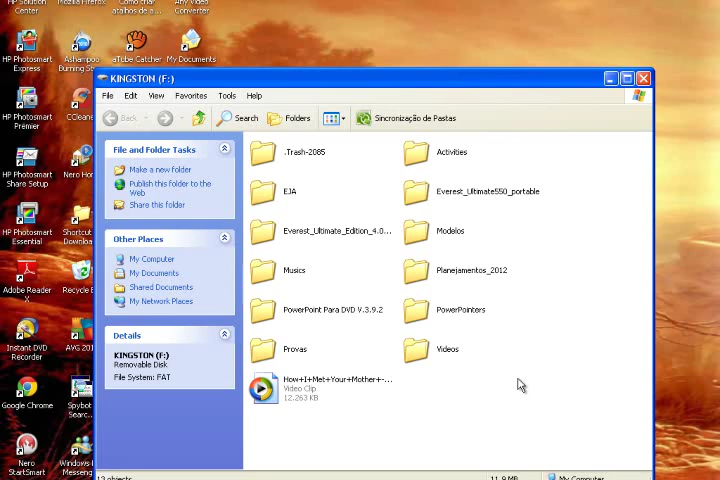 HP Solution
Center
Mozilla Firefox
Como criar
atalhos de a...
Any Video
Converter
HP Photosmart
Express
Ashampoo
Burning St...
aTube Catcher
My Documents
HP Photosmart
Premier
CCleane
HP Photosmart
Share Setup
Nero Hom
HP Photosmart
Essential
Shortcut
Downloa
Adobe Reader
X
Recycle B
Instant DVD
Recorder
AVG 201
Google Chrome
Spybot
Searc...
Nero
StartSmart
Windows L
Messeng
KINGSTON (F:)
File Edit View Favorites Tools Help
Back Search Folders Sincronização de Pastas
File and Folder Tasks
Make a new folder
Publish this folder to the
Web
Share this folder
Other Places
My Computer
My Documents
Shared Documents
My Network Places
Details
KINGSTON (F:)
Removable Disk
File System: FAT
.Trash-2085
Activities
EJA
Everest_Ultimate550_portable
Everest_Ultimate_Edition_4.0...
Modelos
Musics
Planejamentos_2012
PowerPoint Para DVD V.3.9.2
PowerPointers
Provas
Videos
How+I+Met+Your+Mother+-...
Video Clip
12.263 KB
13 objects
11,9 MB
My Computer